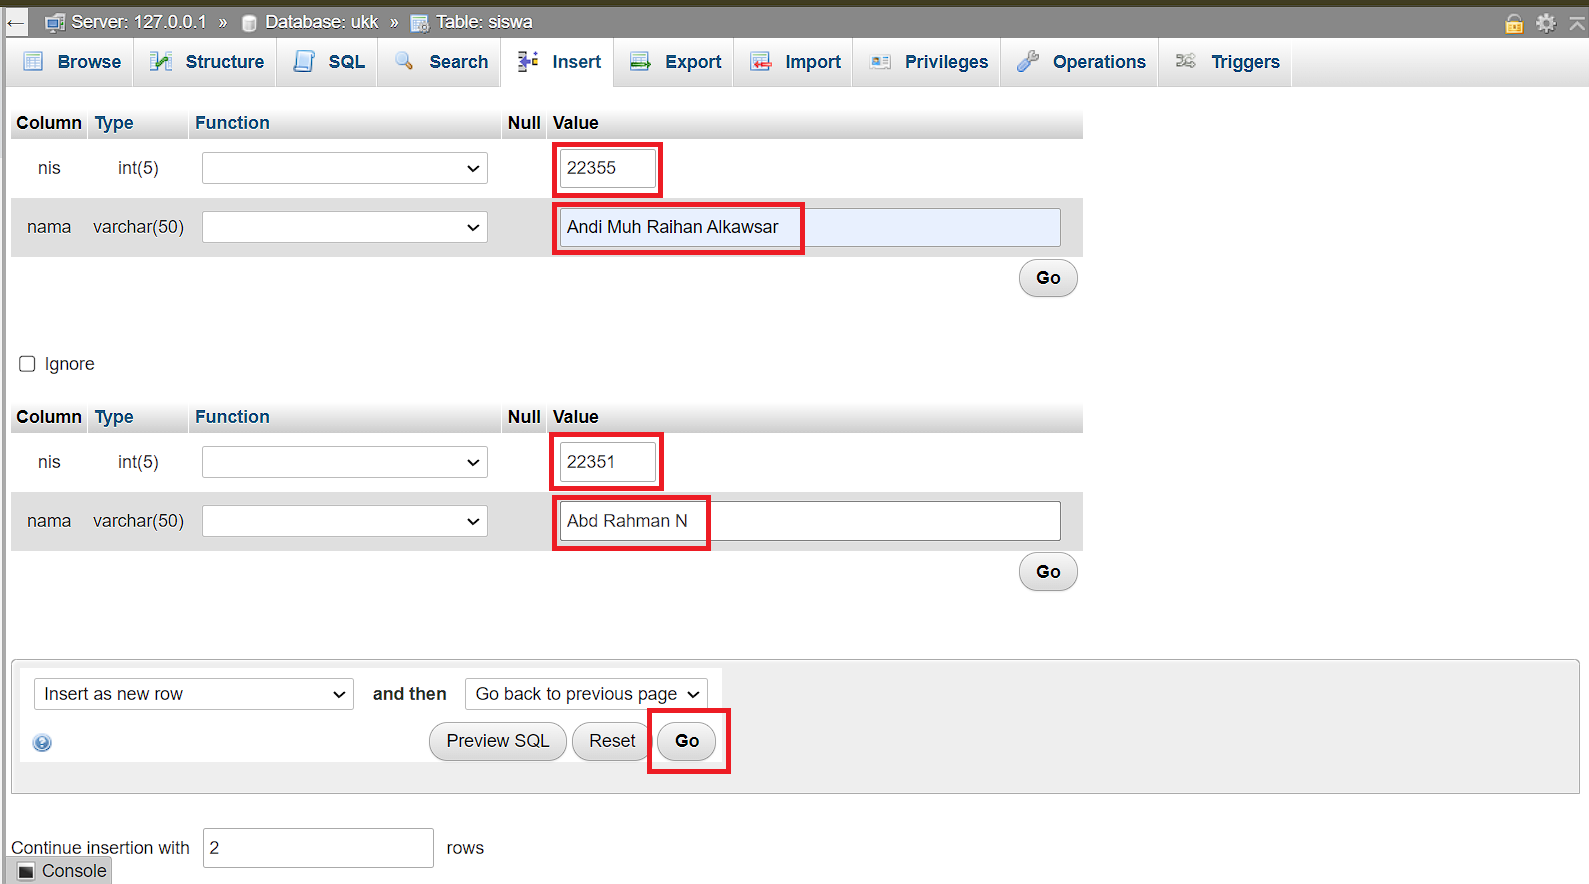 Server: 127.0.0.1 » Database: ukk » Table: siswa
Browse Structure SQL Search Insert Export Import Privileges Operations Triggers
Column Type Function Null Value
nis int(5) 22355
nama varchar(50) Andi Muh Raihan Alkawsar
Go
Ignore
Column Type Function Null Value
nis int(5) 22351
nama varchar(50) Abd Rahman N
Go
Insert as new row and then Go back to previous page
Preview SQL Reset Go
Continue insertion with 2 rows
Console